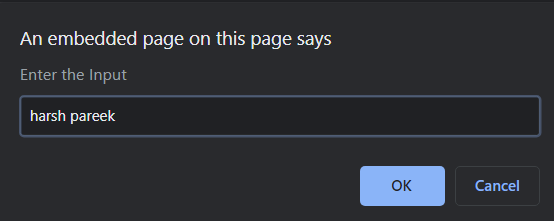 An embedded page on this page says
Enter the Input
harsh pareek
OK
Cancel